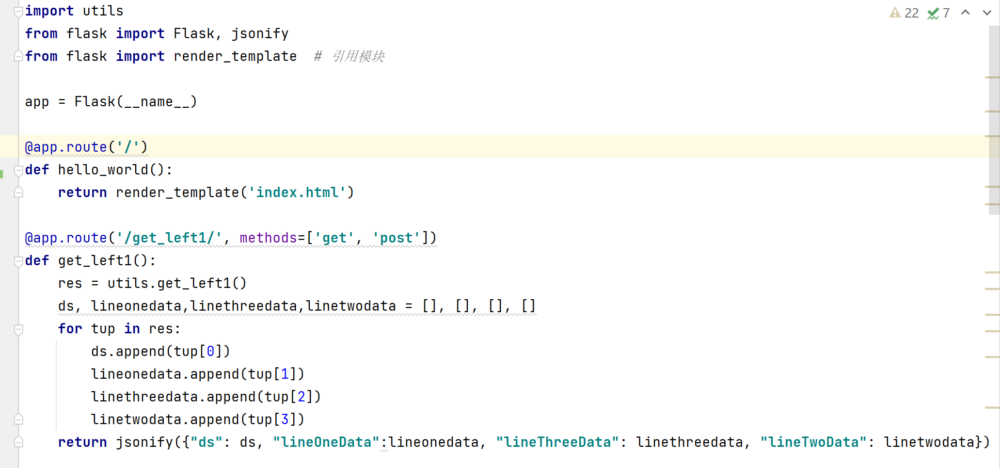 import utils
from flask import Flask, jsonify
from flask import render_template  # 引用模块
22 7
app = Flask(__name__)
@app.route('/')
def hello_world():
    return render_template('index.html')
@app.route('/get_left1/', methods=['get', 'post'])
def get_left1():
    res = utils.get_left1()
    ds, lineonedata,linethreedata,linetwodata = [], [], [], []
    for tup in res:
        ds.append(tup[0])
        lineonedata.append(tup[1])
        linethreedata.append(tup[2])
        linetwodata.append(tup[3])
    return jsonify({"ds": ds, "lineOneData":lineonedata, "lineThreeData": linethreedata, "lineTwoData": linetwodata})